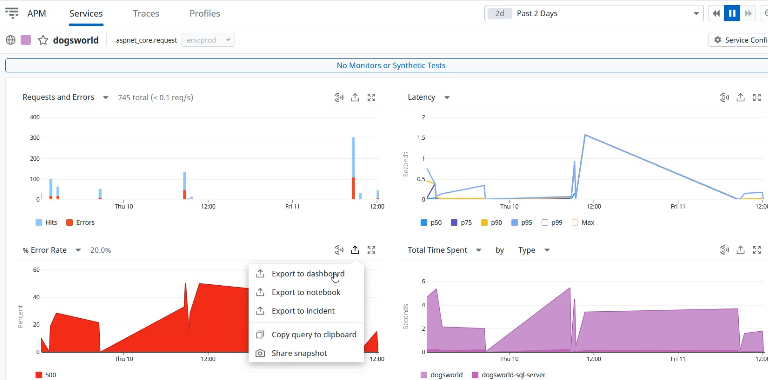 APM Services Traces Profiles 2d Past 2 Days
dogsworld aspnet_core.request env:prod Service Confi
No Monitors or Synthetic Tests
Requests and Errors 745 total (< 0.1 req/s)
400
300
200
100
0
Thu 10 12:00 Fri 11 12:00
Hits Errors
Latency
Seconds
2
1.5
1
0.5
0
Thu 10 12:00 Fri 11 12:0
p50 p75 p90 p95 p99 Max
% Error Rate 20.0%
Percent
60
40
20
0
Thu 10 12:00 12:00
500
Export to dashboard
Export to notebook
Export to incident
Copy query to clipboard
Share snapshot
Total Time Spent by Type
Seconds
6
4
2
0
Thu 10 12:00 Fri 11 12:0
dogsworld dogsworld-sql-server